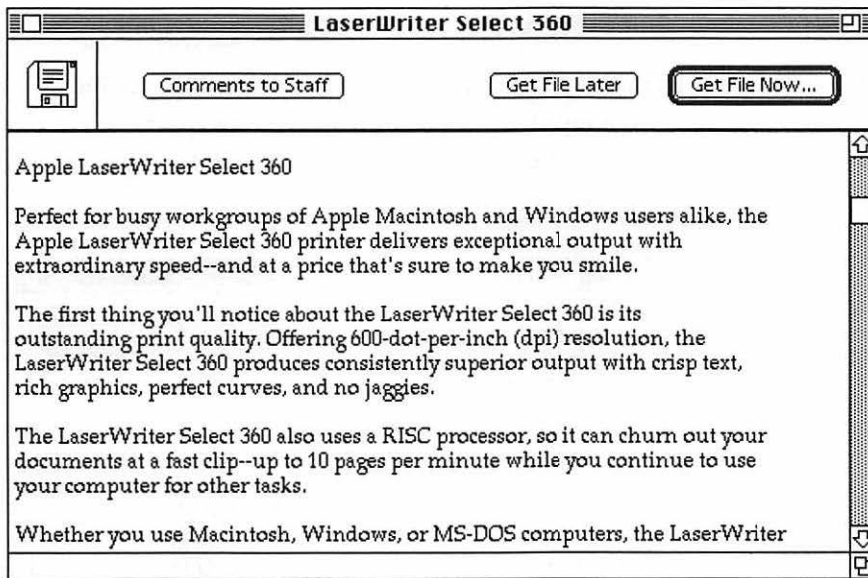 LaserWriter Select 360
Comments to Staff
Get File Later
Get File Now...
Apple LaserWriter Select 360
Perfect for busy workgroups of Apple Macintosh and Windows users alike, the
Apple LaserWriter Select 360 printer delivers exceptional output with
extraordinary speed--and at a price that's sure to make you smile.
The first thing you'll notice about the LaserWriter Select 360 is its
outstanding print quality. Offering 600-dot-per-inch (dpi) resolution, the
LaserWriter Select 360 produces consistently superior output with crisp text,
rich graphics, perfect curves, and no jaggies.
The LaserWriter Select 360 also uses a RISC processor, so it can churn out your
documents at a fast clip--up to 10 pages per minute while you continue to use
your computer for other tasks.
Whether you use Macintosh, Windows, or MS-DOS computers, the LaserWriter